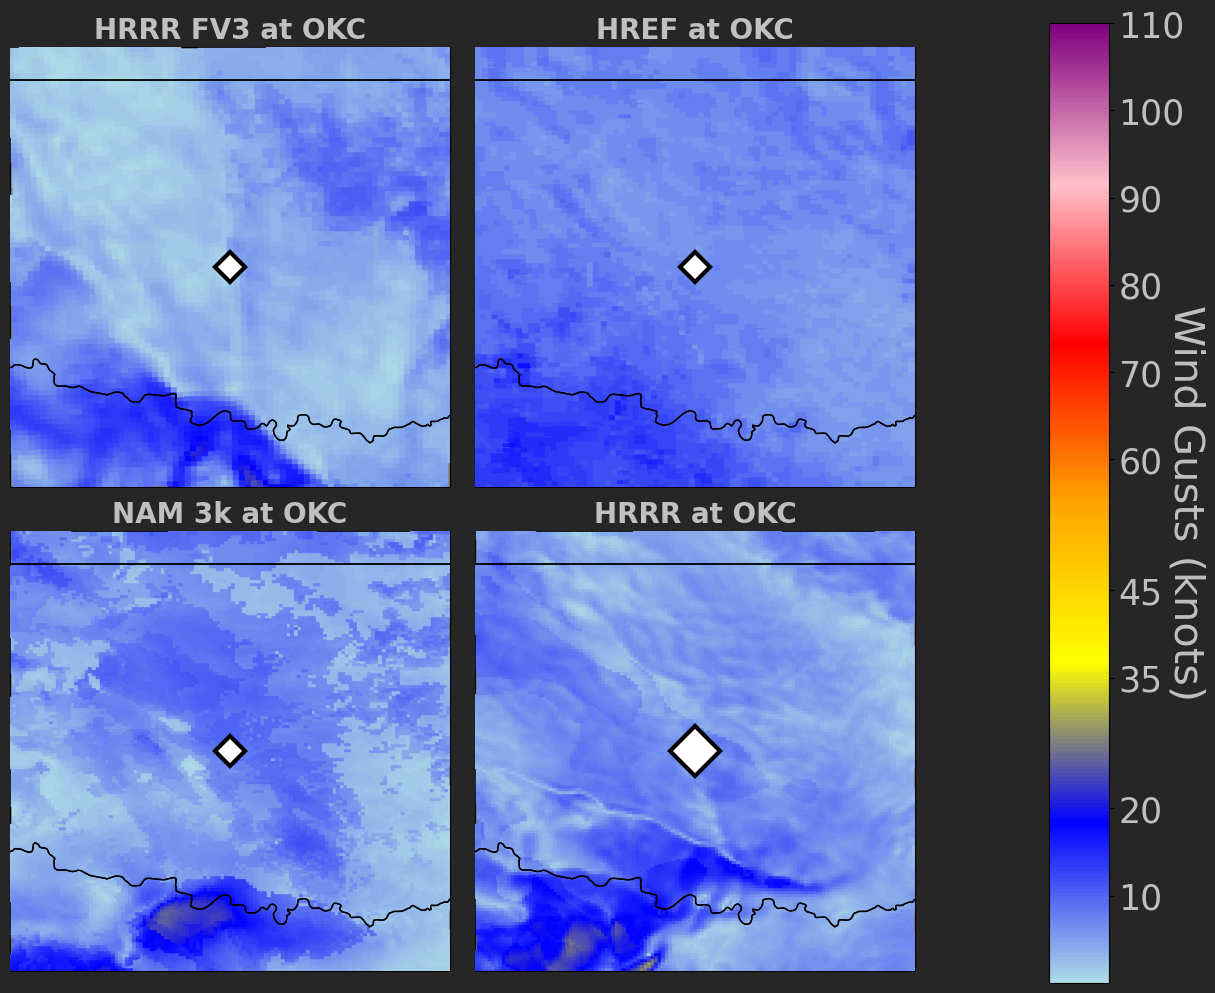 HRRR FV3 at OKC
HREF at OKC
NAM 3k at OKC
HRRR at OKC
110
100
90
80
70
60
45
35
20
10
Wind Gusts (knots)